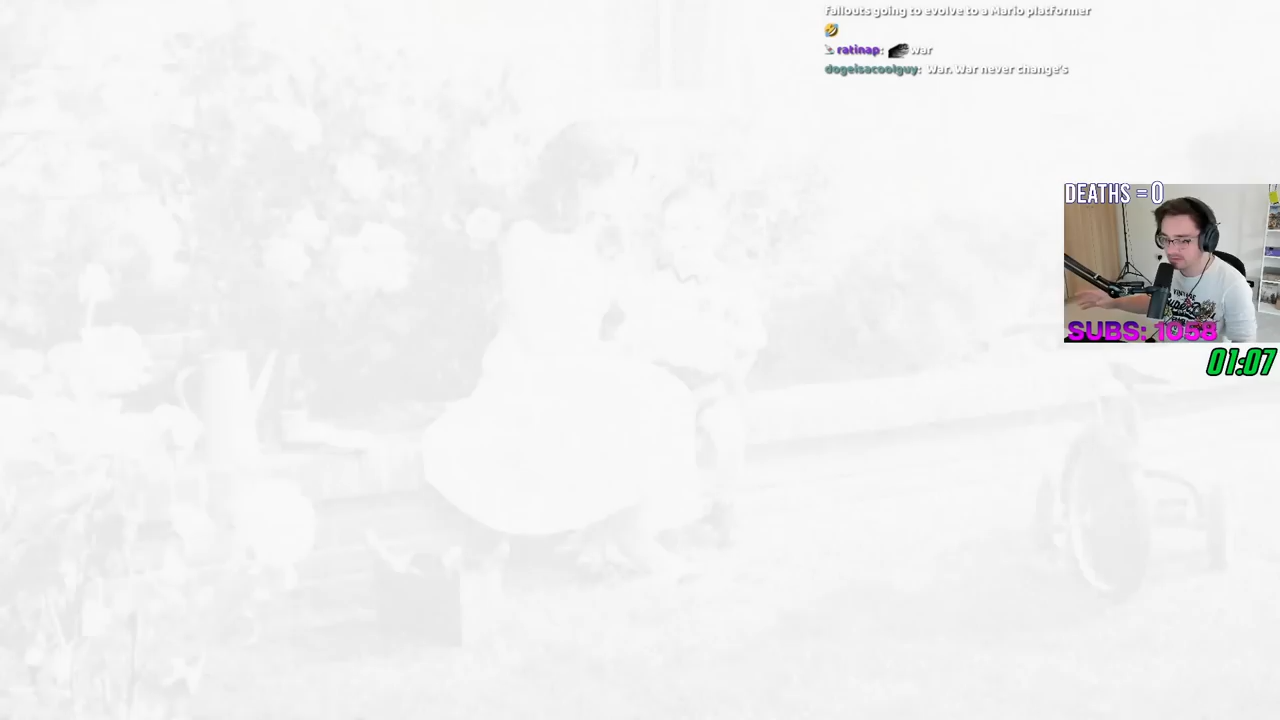 Fallouts going to evolve to a Mario platformer
ratinap: war
dogeisacoolguy: War. War never change's
DEATHS = 0
SUBS: 1058
01:07